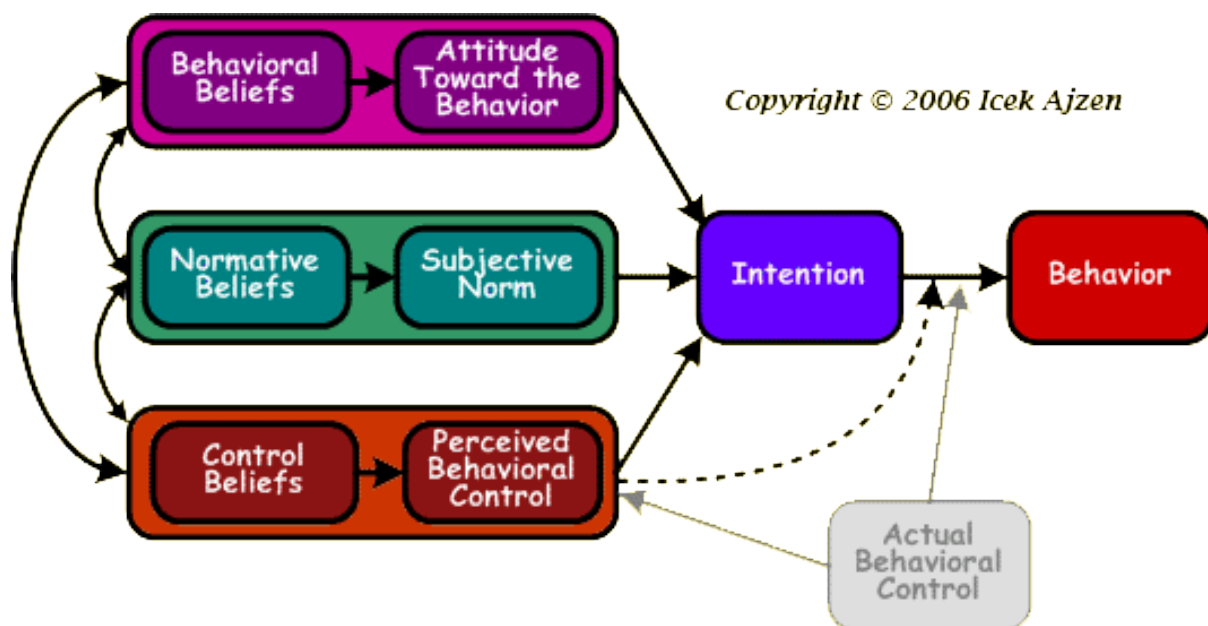 Behavioral
Beliefs
Attitude
Toward the
Behavior
Copyright © 2006 Icek Ajzen
Normative
Beliefs
Subjective
Norm
Intention
Behavior
Control
Beliefs
Perceived
Behavioral
Control
Actual
Behavioral
Control